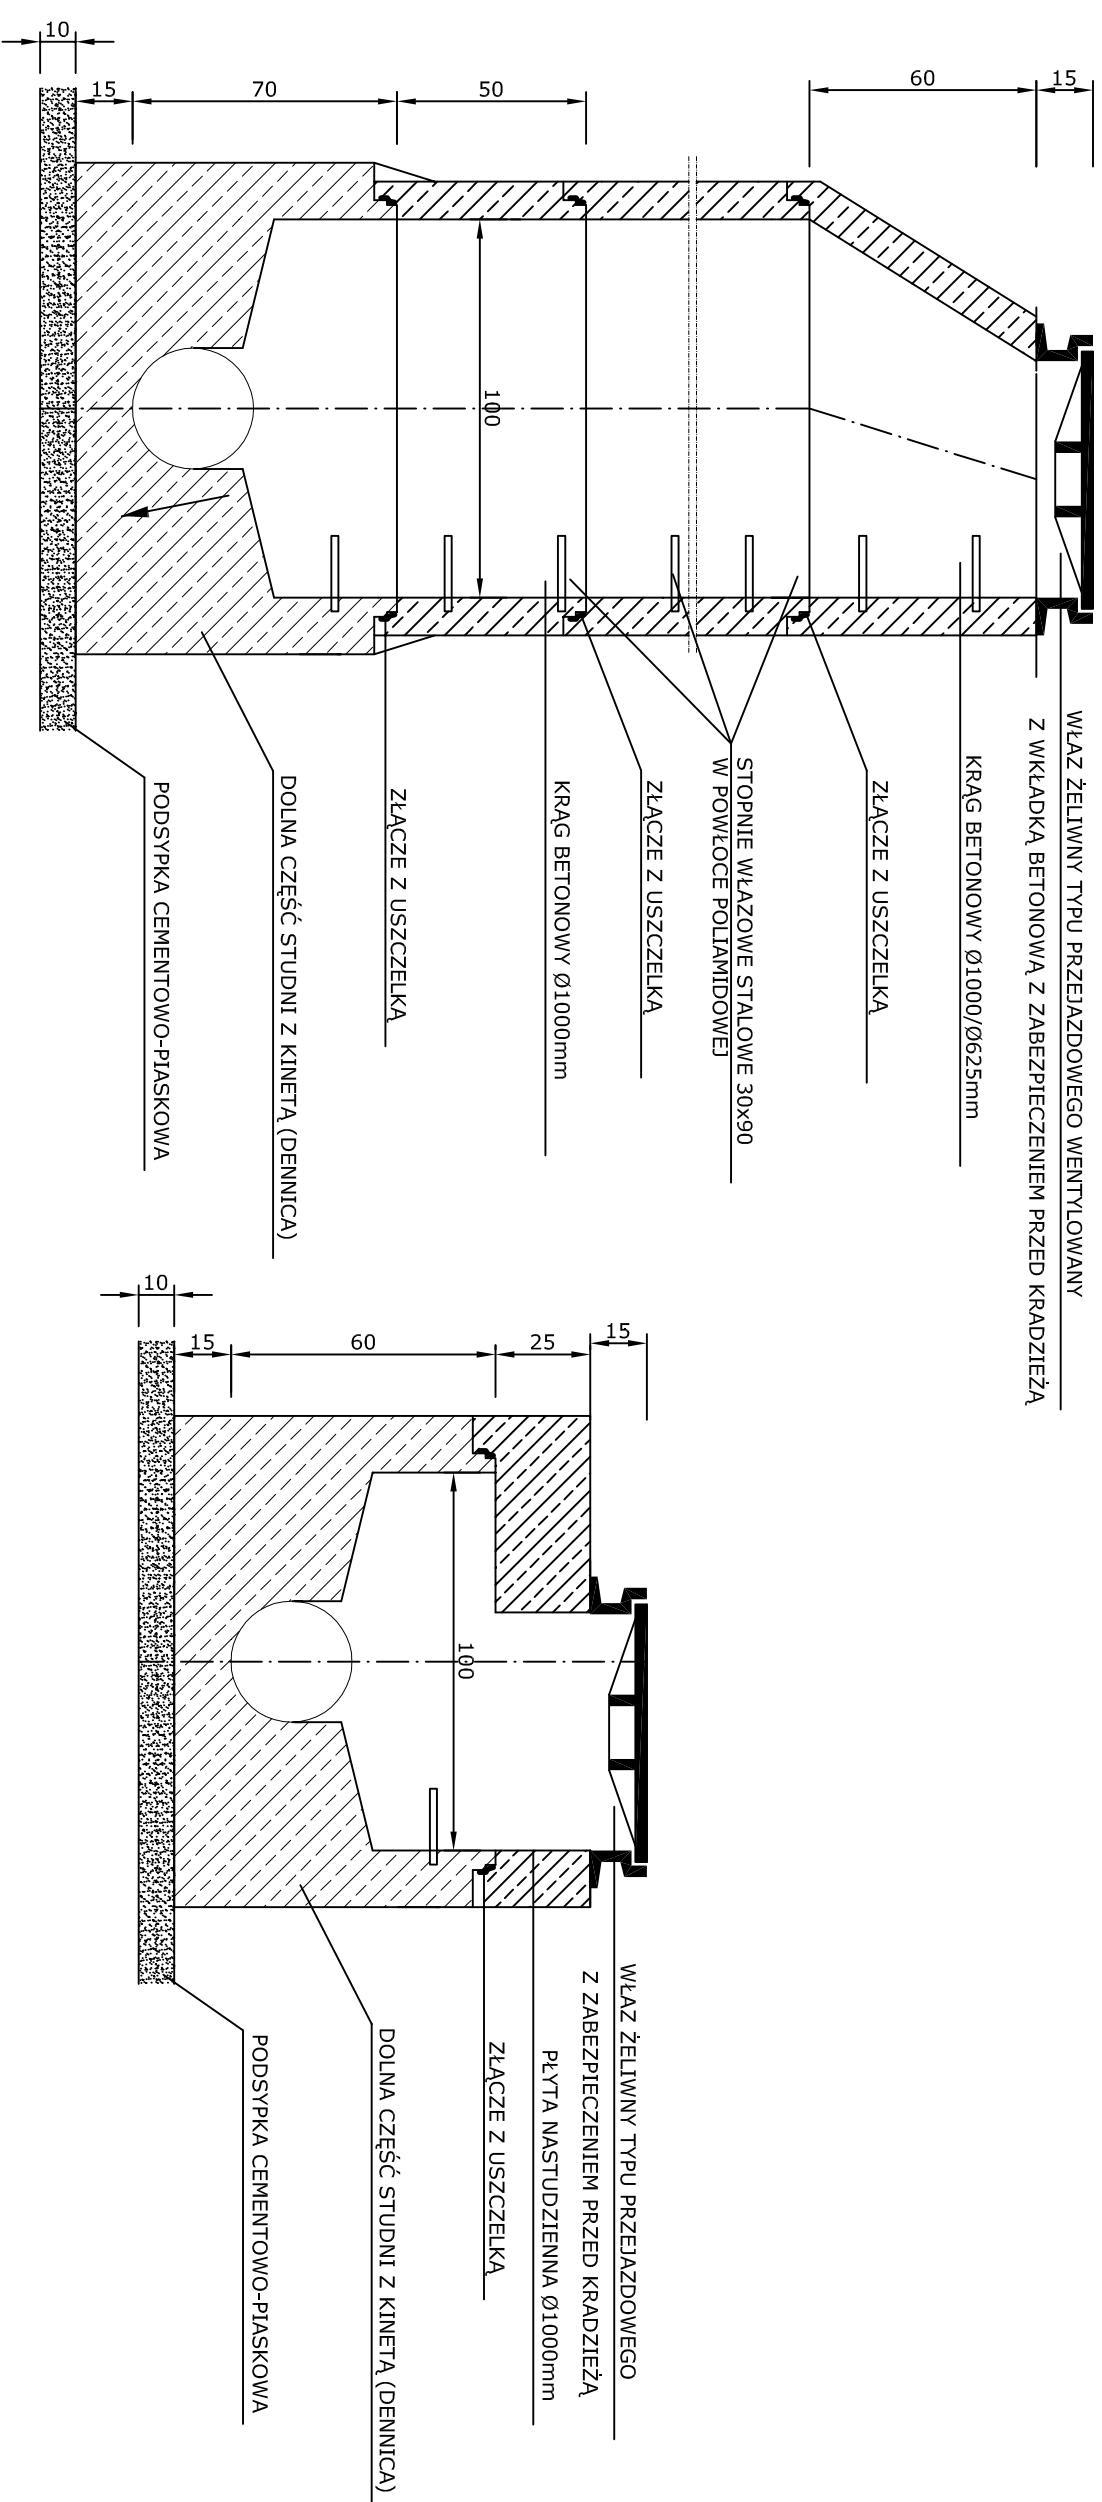 WŁAZ ŻELIWNY TYPU PRZEJAZDOWEGO WENTYLOWANY
Z WKŁADKĄ BETONOWĄ Z ZABEZPIECZENIEM PRZED KRADZIEŻĄ
KRĄG BETONOWY Ø1000/Ø625mm
ZŁĄCZE Z USZCZELKĄ
STOPNIE WŁAZOWE STALOWE 30x90
W POWŁOCE POLIAMIDOWEJ
ZŁĄCZE Z USZCZELKĄ
KRĄG BETONOWY Ø1000mm
ZŁĄCZE Z USZCZELKĄ
DOLNA CZĘŚĆ STUDNI Z KINETĄ (DENNICA)
PODSYPKA CEMENTOWO-PIASKOWA
15
60
50
70
15
10
100
WŁAZ ŻELIWNY TYPU PRZEJAZDOWEGO
Z ZABEZPIECZENIEM PRZED KRADZIEŻĄ
PŁYTA NASTUDZIENNA Ø1000mm
ZŁĄCZE Z USZCZELKĄ
DOLNA CZĘŚĆ STUDNI Z KINETĄ (DENNICA)
PODSYPKA CEMENTOWO-PIASKOWA
15
25
60
15
10
100